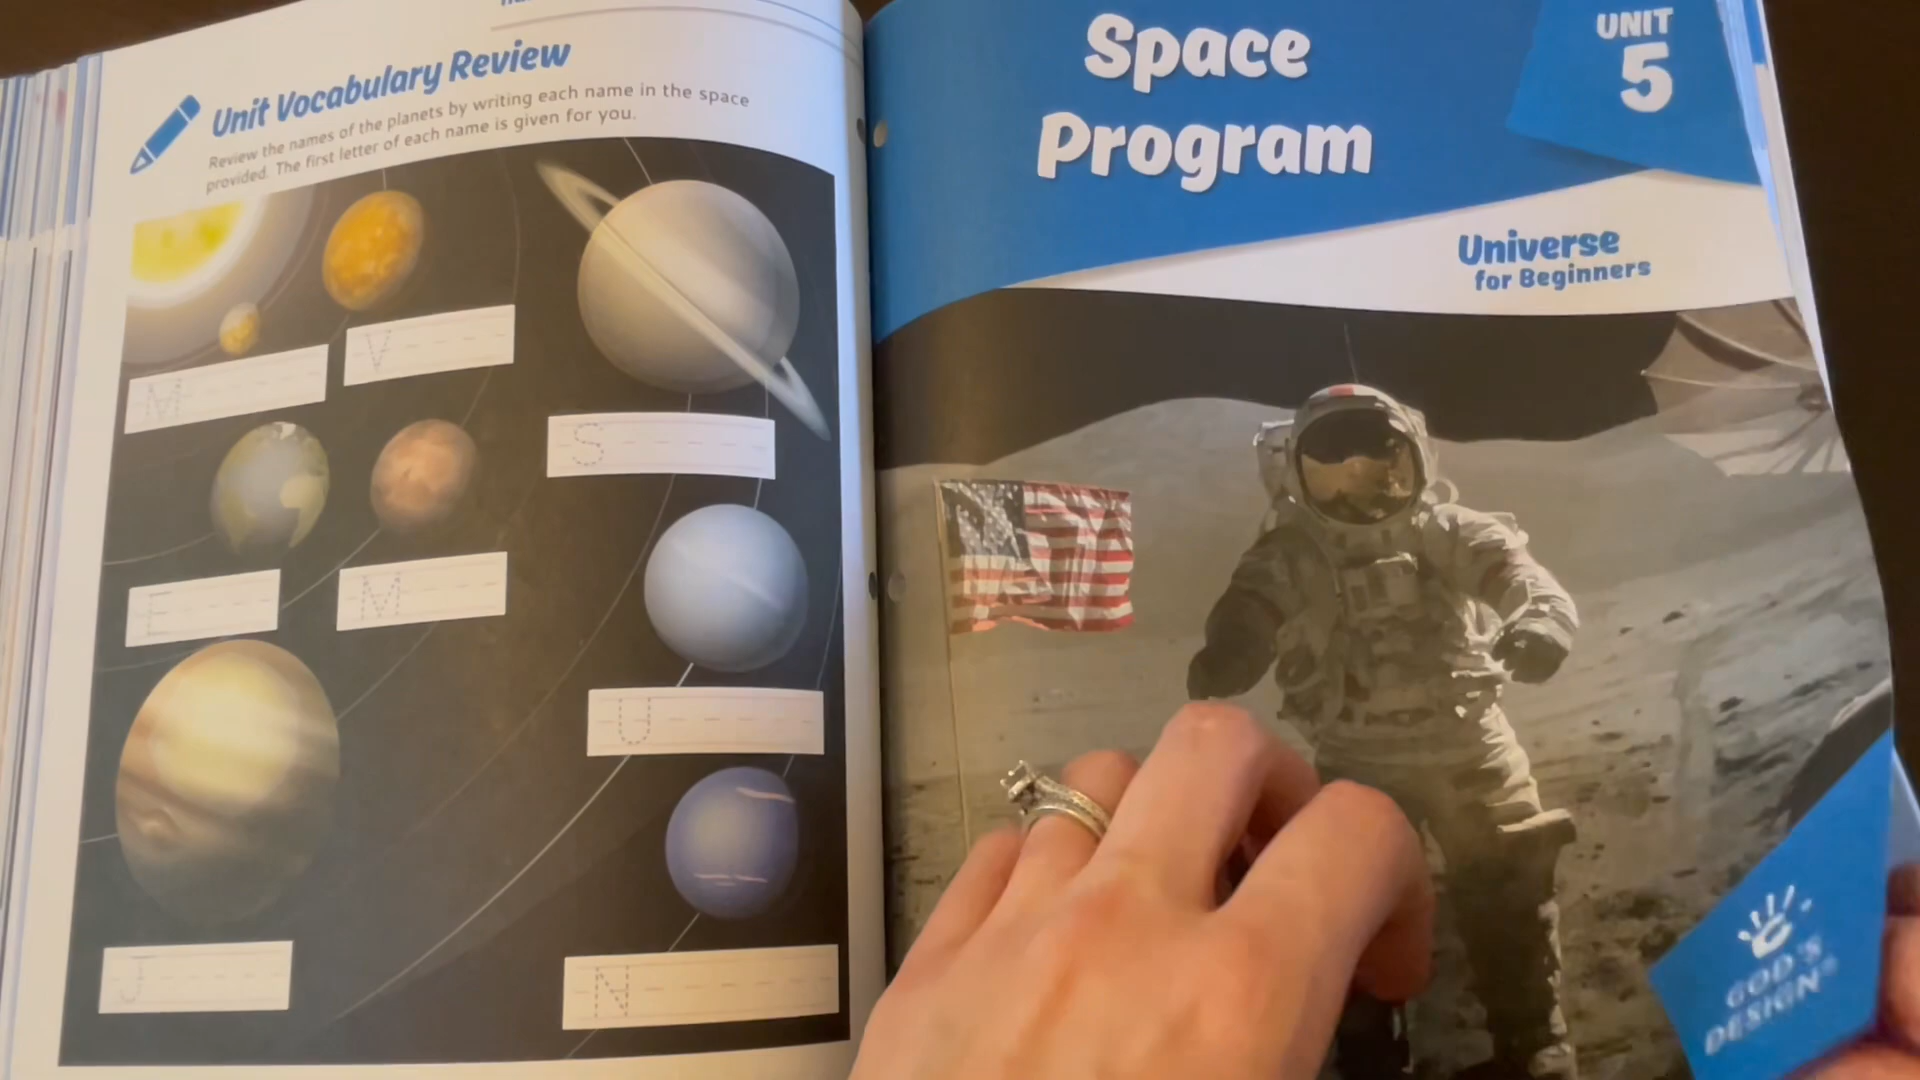 Unit Vocabulary Review
Review the names of the planets by writing each name in the space
provided. The first letter of each name is given for you.
M
V
S
E
M
U
J
N
Space
Program
UNIT
5
Universe
for Beginners
GOD'S
DESIGN®